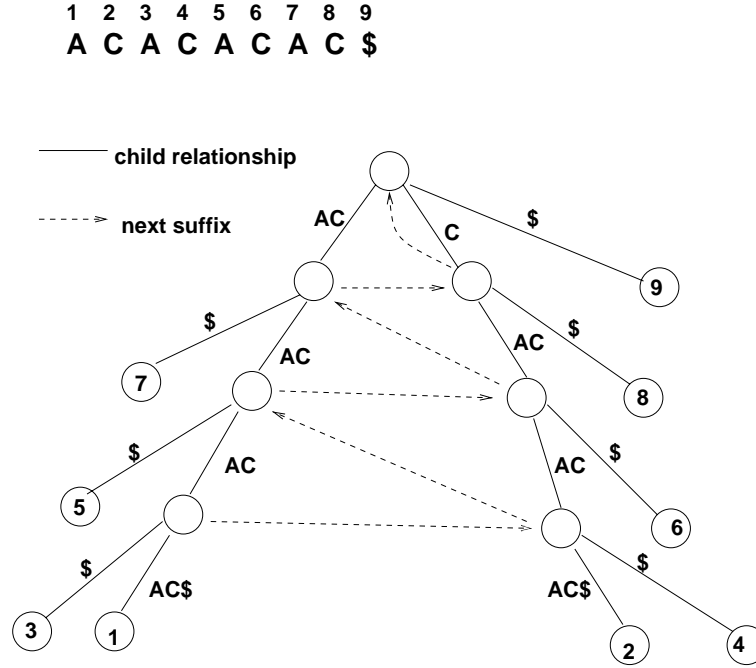 1 2 3 4 5 6 7 8 9
A C A C A C A C $
child relationship
next suffix
AC C $
9
$ AC AC $
7 8
$ AC AC $
5 6
$ AC$ AC$ $
3 1 2 4